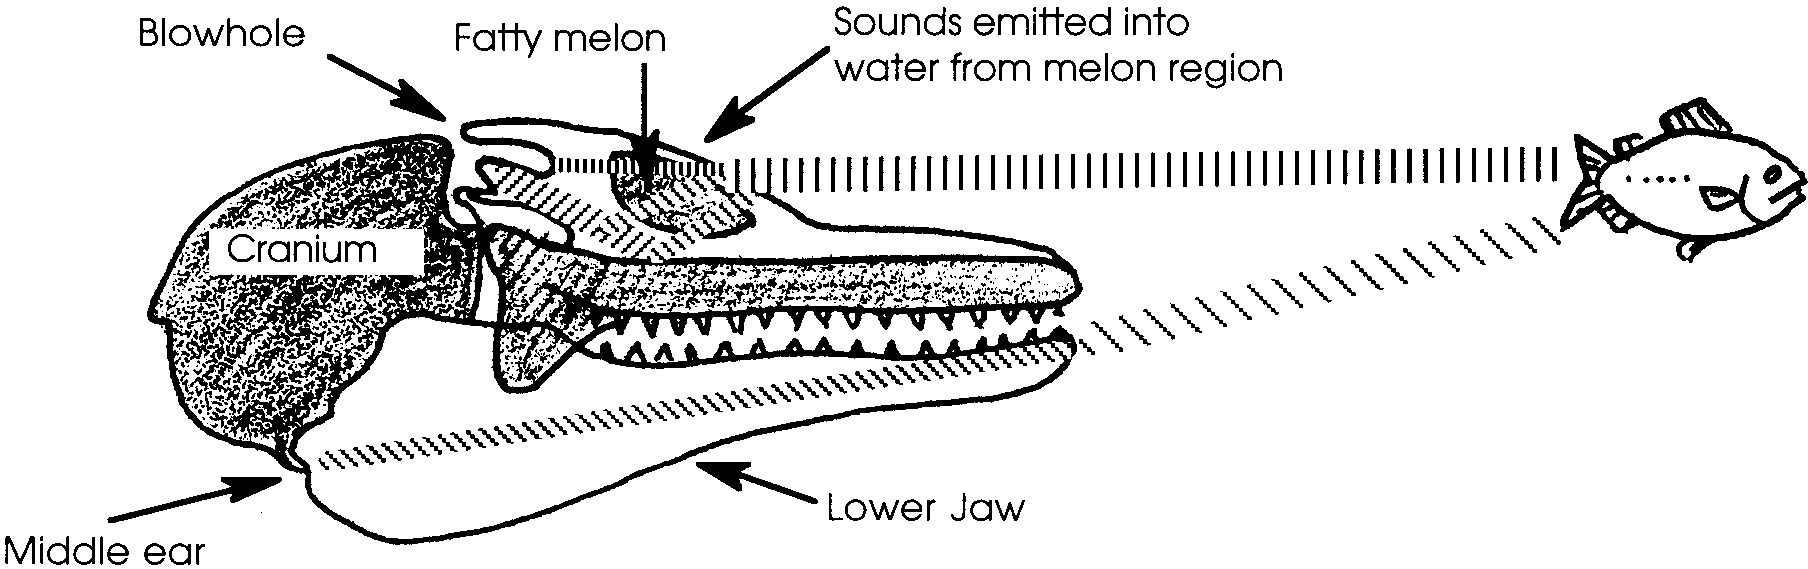 Blowhole
Fatty melon
Sounds emitted into
water from melon region
Cranium
Lower Jaw
Middle ear